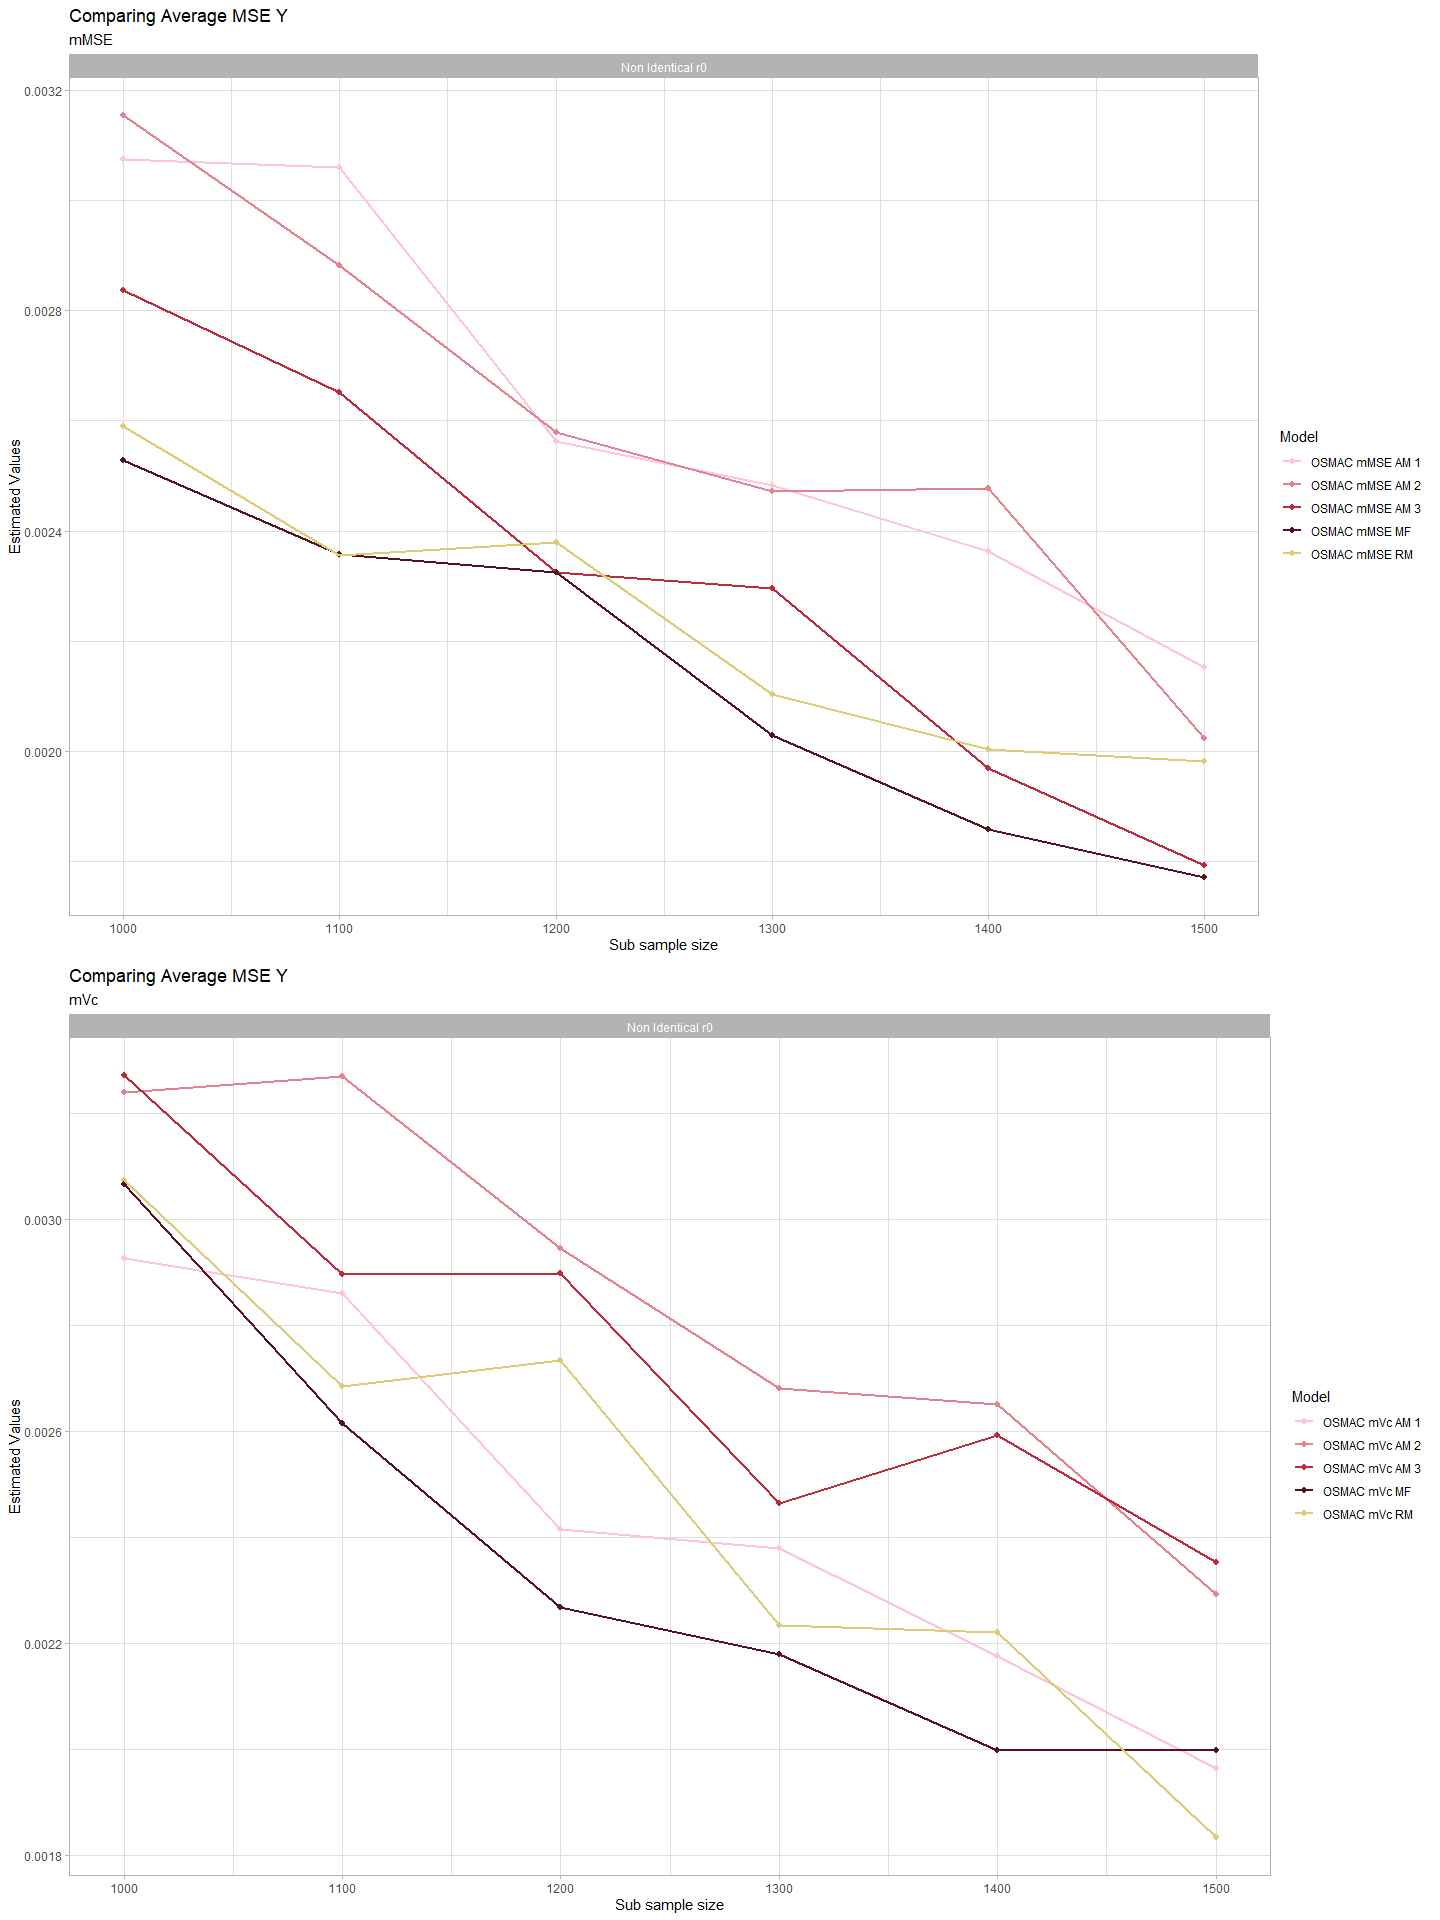 Comparing Average MSE Y
mMSE
Non Identical r0
0.0032
0.0028
0.0024
0.0020
Estimated Values
1000 1100 1200 1300 1400 1500
Sub sample size
Model
OSMAC mMSE AM 1
OSMAC mMSE AM 2
OSMAC mMSE AM 3
OSMAC mMSE MF
OSMAC mMSE RM
Comparing Average MSE Y
mVc
Non Identical r0
0.0030
0.0026
0.0022
0.0018
Estimated Values
1000 1100 1200 1300 1400 1500
Sub sample size
Model
OSMAC mVc AM 1
OSMAC mVc AM 2
OSMAC mVc AM 3
OSMAC mVc MF
OSMAC mVc RM